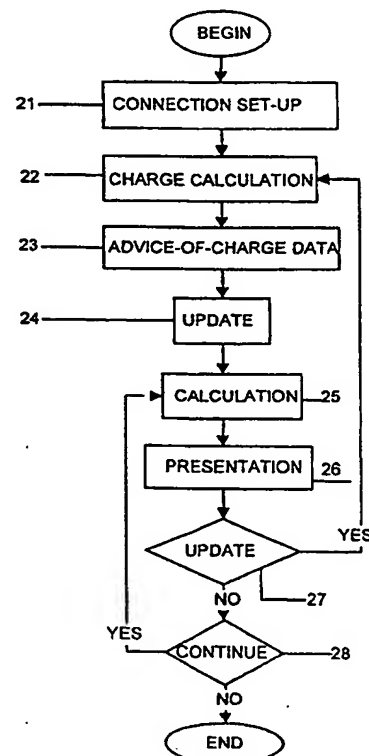 BEGIN
21 CONNECTION SET-UP
22 CHARGE CALCULATION
23 ADVICE-OF-CHARGE DATA
24 UPDATE
CALCULATION 25
PRESENTATION 26
UPDATE YES
27
NO
YES CONTINUE 28
NO
END